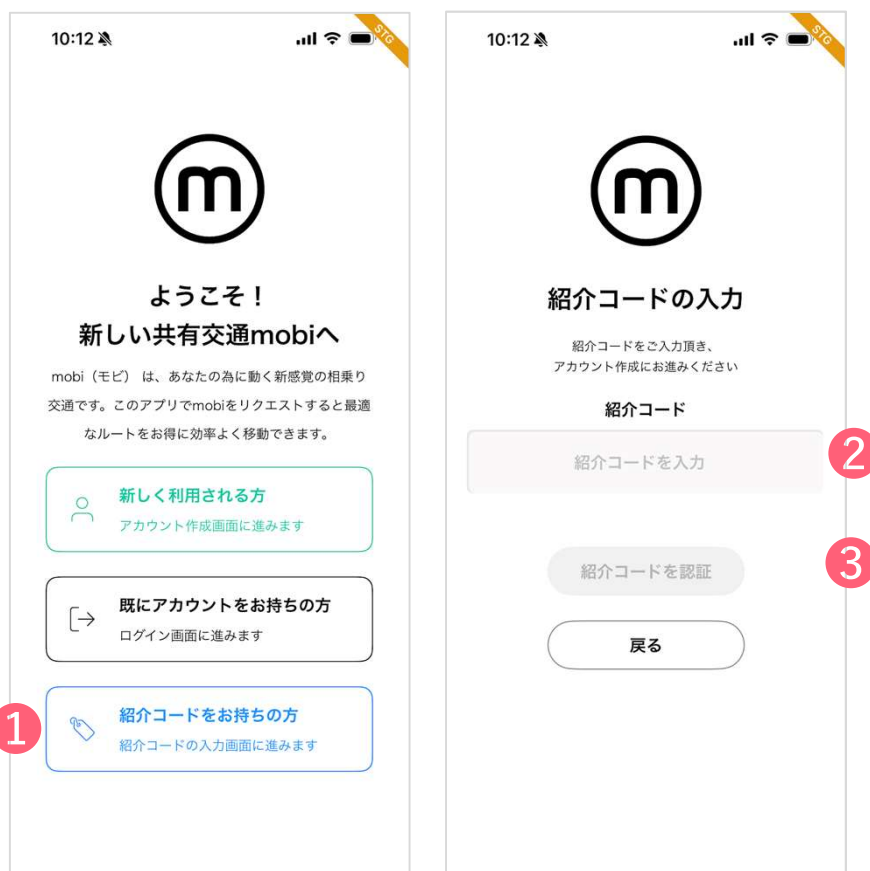 10:12
STG
m
ようこそ！
新しい共有交通mobiへ
mobi（モビ） は、あなたの為に動く新感覚の相乗り
交通です。このアプリでmobiをリクエストすると最適
なルートをお得に効率よく移動できます。
新しく利用される方
アカウント作成画面に進みます
既にアカウントをお持ちの方
ログイン画面に進みます
1
紹介コードをお持ちの方
紹介コードの入力画面に進みます
10:12
STG
m
紹介コードの入力
紹介コードをご入力頂き、
アカウント作成にお進みください
紹介コード
紹介コードを入力
2
紹介コードを認証
3
戻る